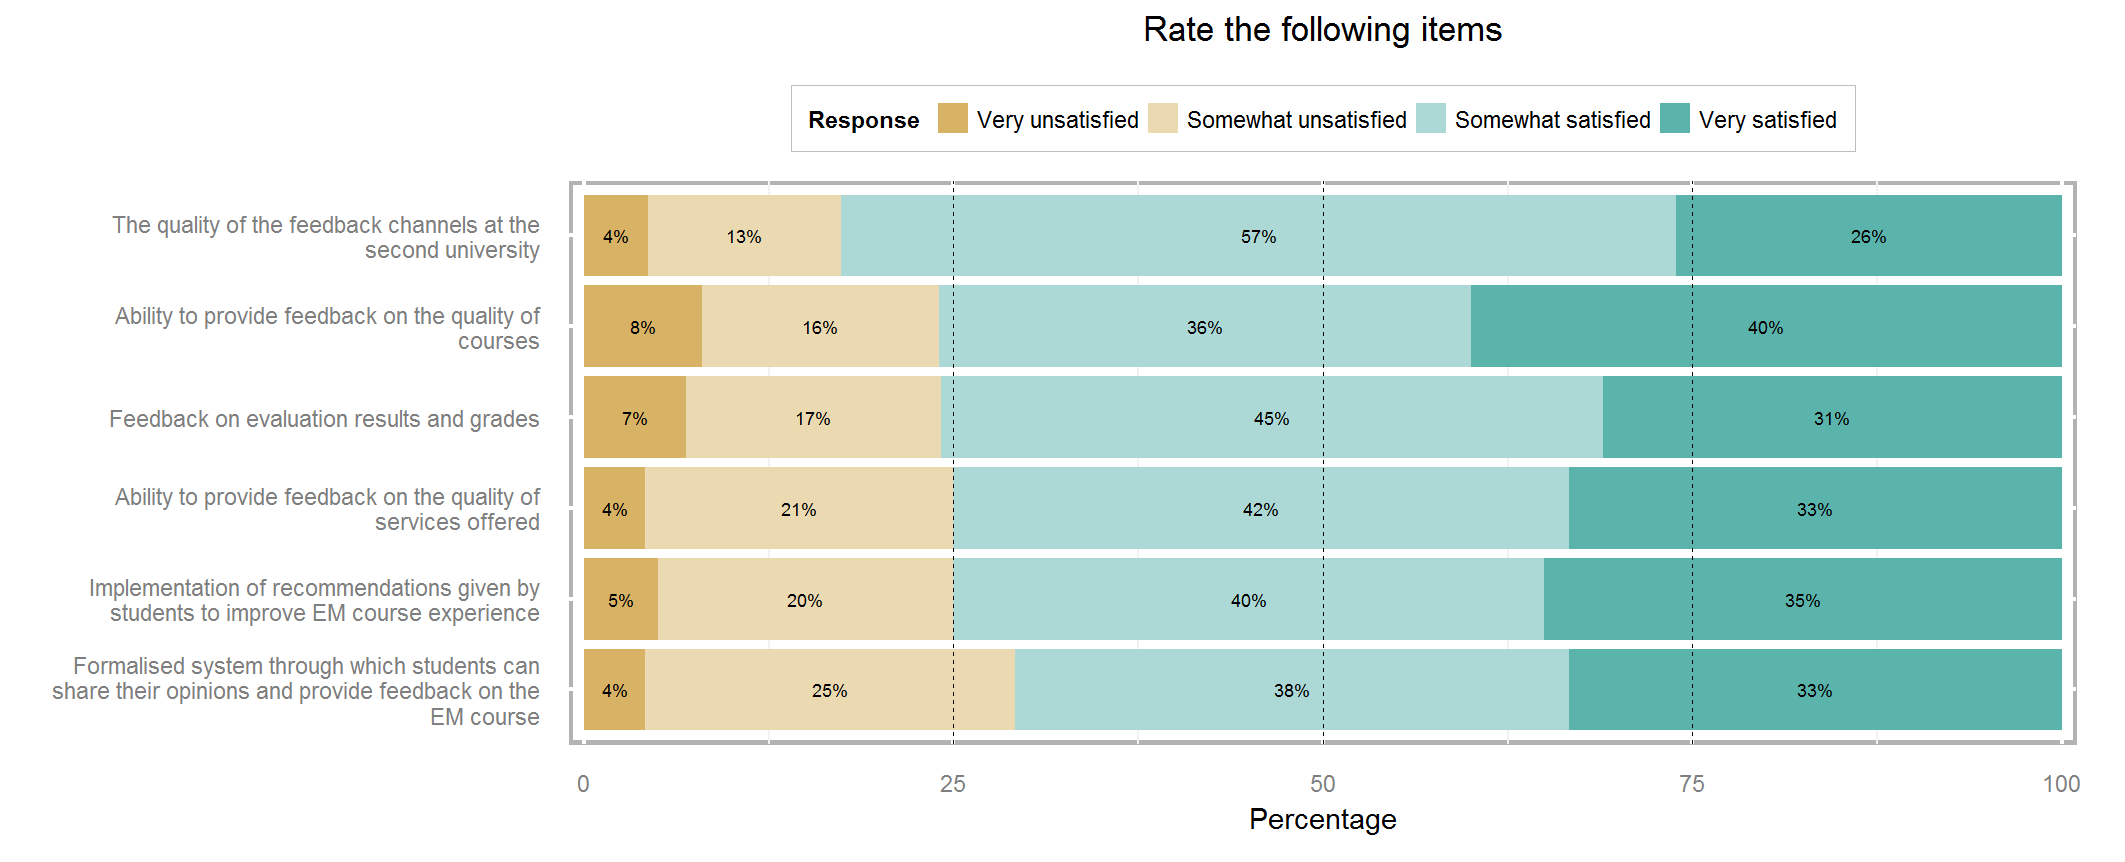 Rate the following items
Response Very unsatisfied Somewhat unsatisfied Somewhat satisfied Very satisfied
The quality of the feedback channels at the
second university
4% 13% 57% 26%
Ability to provide feedback on the quality of
courses
8% 16% 36% 40%
Feedback on evaluation results and grades
7% 17% 45% 31%
Ability to provide feedback on the quality of
services offered
4% 21% 42% 33%
Implementation of recommendations given by
students to improve EM course experience
5% 20% 40% 35%
Formalised system through which students can
share their opinions and provide feedback on the
EM course
4% 25% 38% 33%
0 25 50 75 100
Percentage